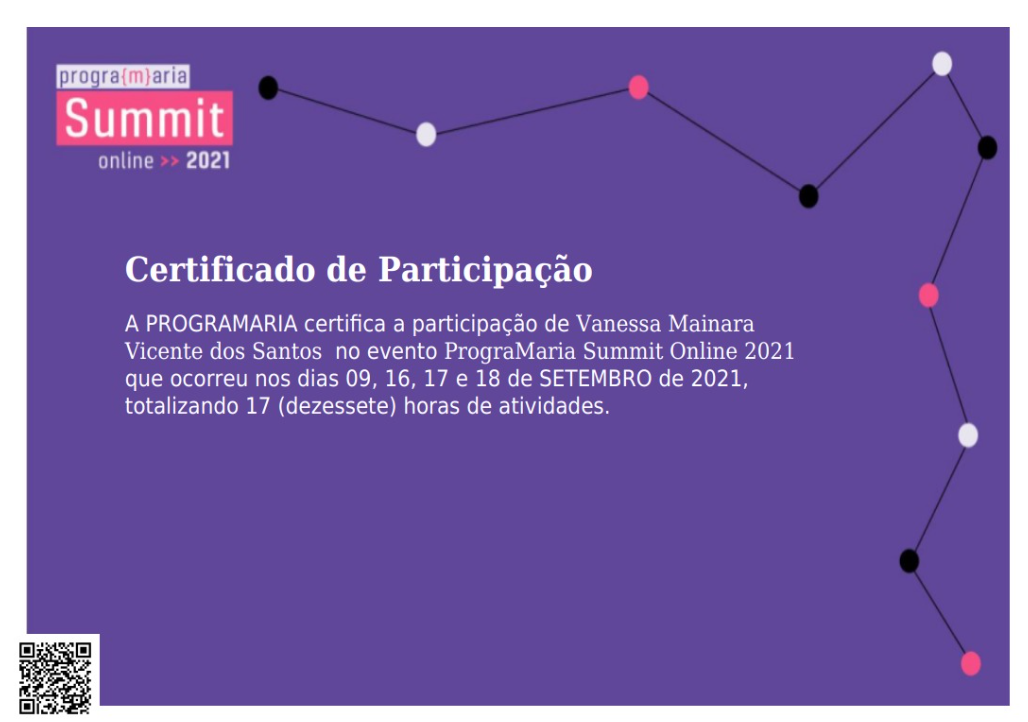 progra{m}aria
Summit
online >> 2021
Certificado de Participação
A PROGRAMARIA certifica a participação de Vanessa Mainara
Vicente dos Santos no evento PrograMaria Summit Online 2021
que ocorreu nos dias 09, 16, 17 e 18 de SETEMBRO de 2021,
totalizando 17 (dezessete) horas de atividades.